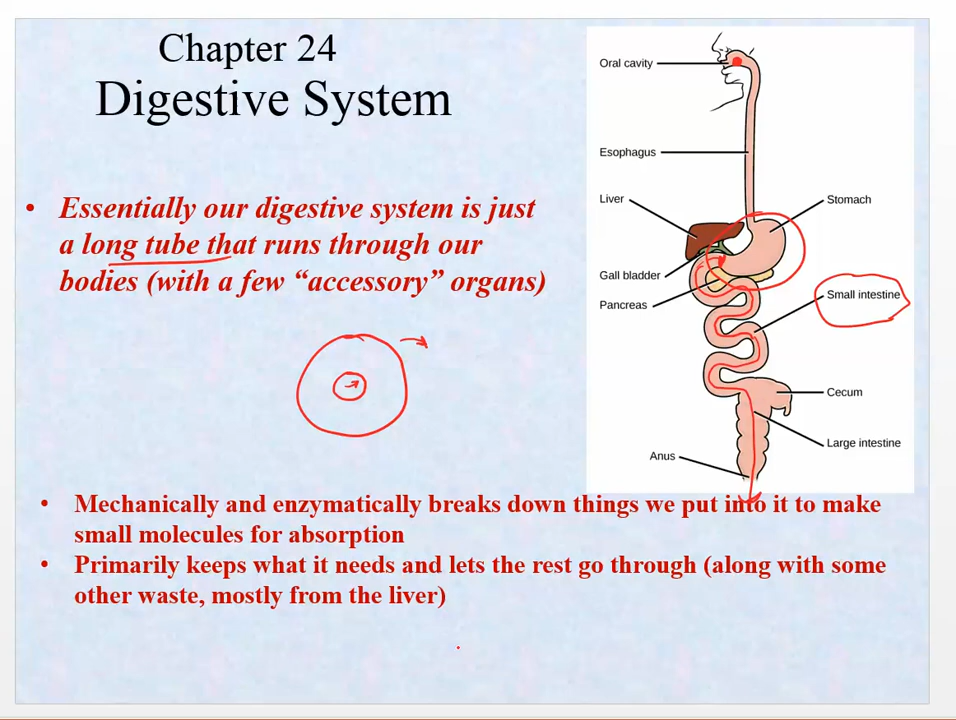 Chapter 24
Digestive System
• Essentially our digestive system is just
a long tube that runs through our
bodies (with a few “accessory” organs)
Oral cavity
Esophagus
Liver
Stomach
Gall bladder
Pancreas
Small intestine
Cecum
Large intestine
Anus
• Mechanically and enzymatically breaks down things we put into it to make
small molecules for absorption
• Primarily keeps what it needs and lets the rest go through (along with some
other waste, mostly from the liver)